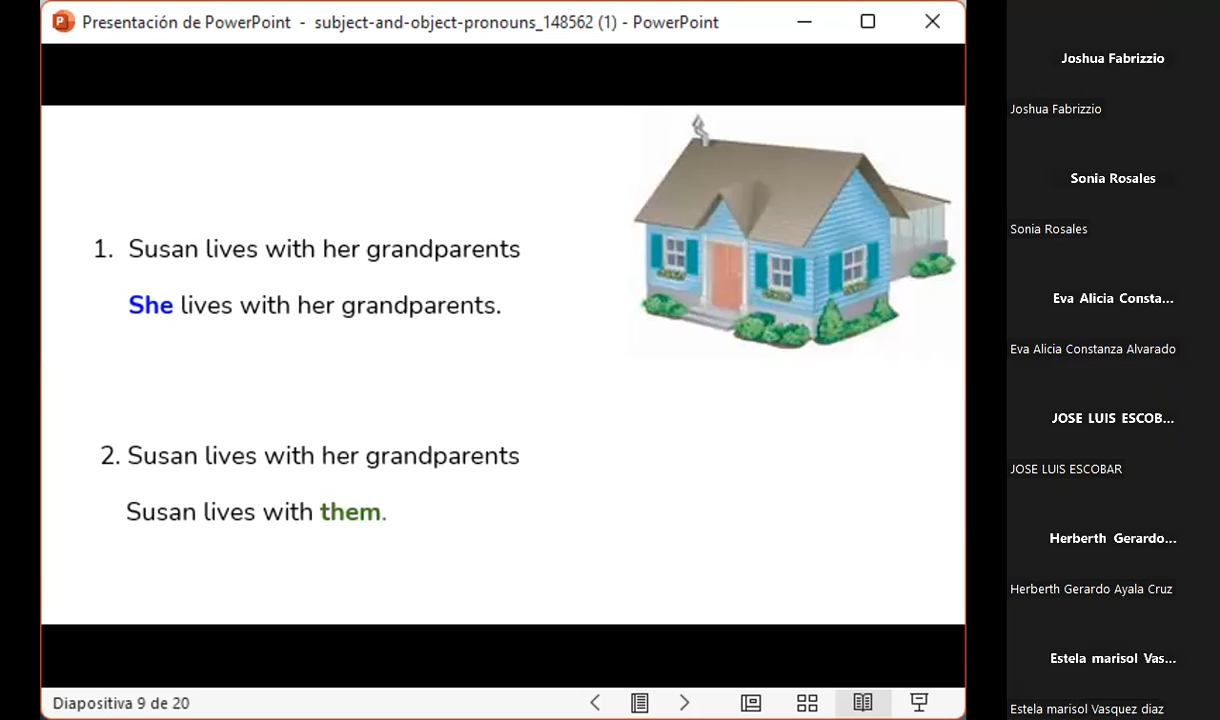 Presentación de PowerPoint - subject-and-object-pronouns_148562 (1) - PowerPoint
1. Susan lives with her grandparents
She lives with her grandparents.
2. Susan lives with her grandparents
Susan lives with them.
Diapositiva 9 de 20
Joshua Fabrizzio
Joshua Fabrizzio
Sonia Rosales
Sonia Rosales
Eva Alicia Consta...
Eva Alicia Constanza Alvarado
JOSE LUIS ESCOB...
JOSE LUIS ESCOBAR
Herberth Gerardo...
Herberth Gerardo Ayala Cruz
Estela marisol Vas...
Estela marisol Vasquez diaz